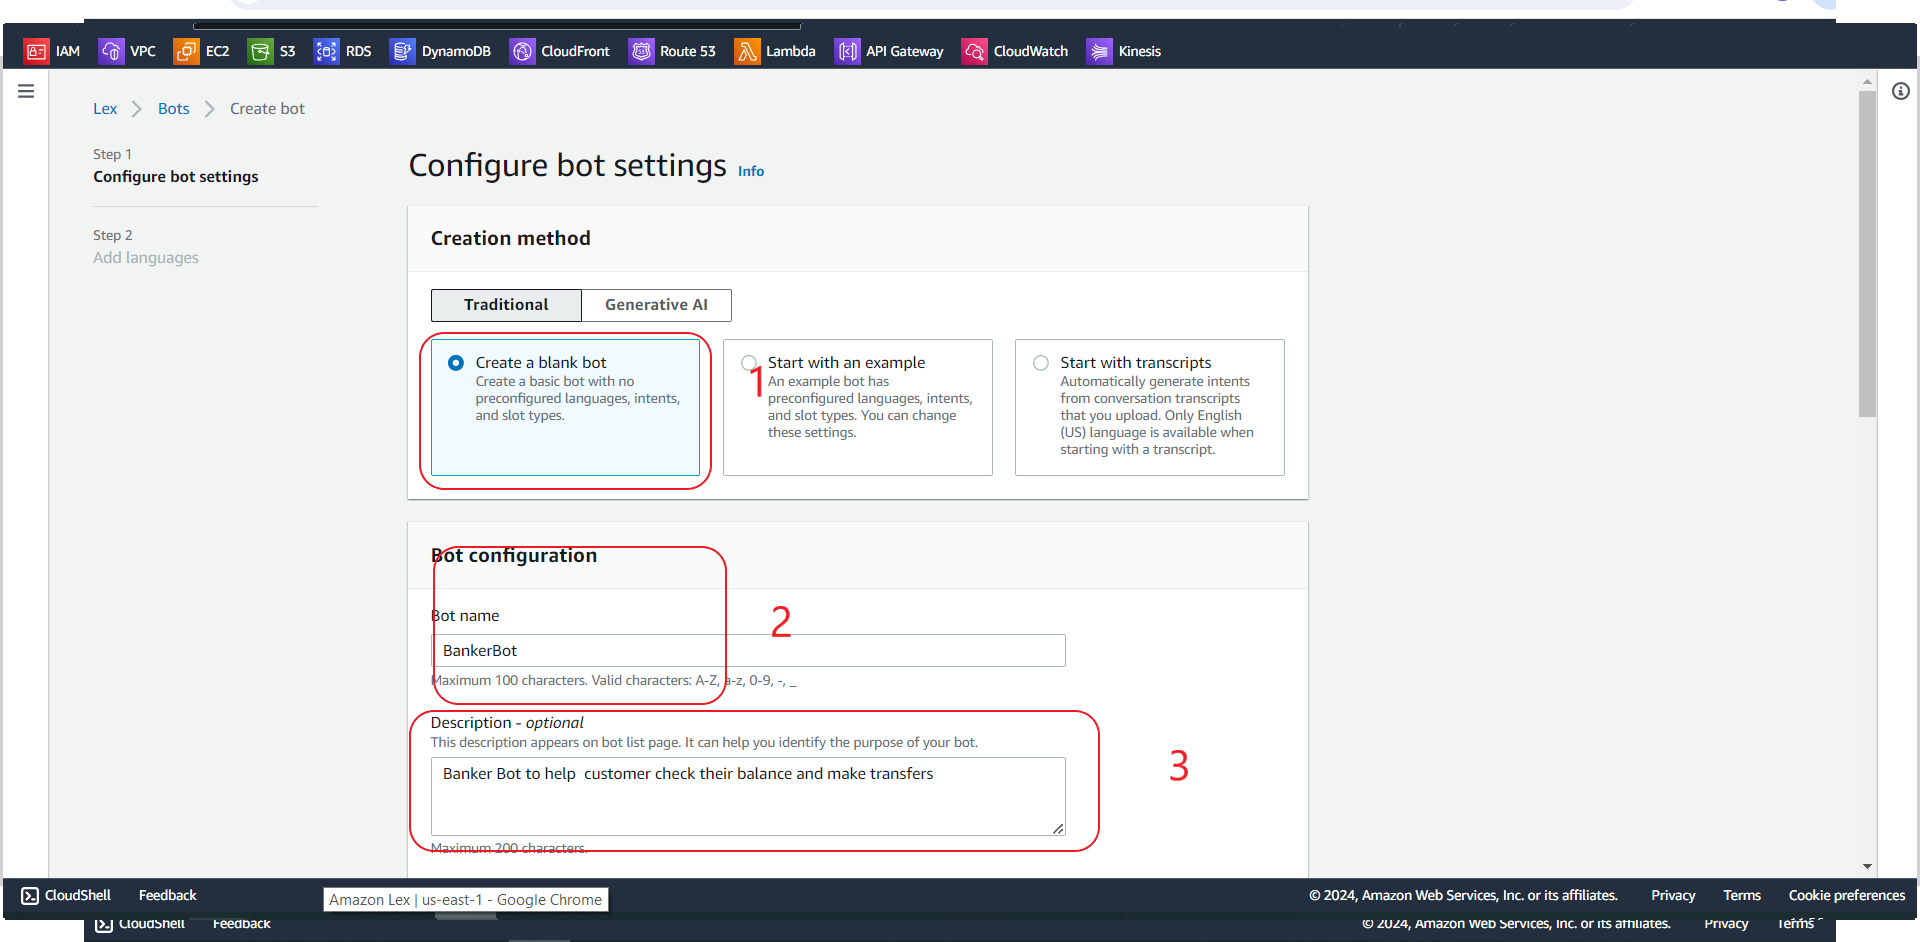 IAM VPC EC2 S3 RDS DynamoDB CloudFront Route 53 Lambda API Gateway CloudWatch Kinesis
Lex Bots Create bot
Step 1
Configure bot settings
Step 2
Add languages
Configure bot settings Info
Creation method
Traditional Generative AI
Create a blank bot
Create a basic bot with no
preconfigured languages, intents,
and slot types.
1
Start with an example
An example bot has
preconfigured languages, intents,
and slot types. You can change
these settings.
Start with transcripts
Automatically generate intents
from conversation transcripts
that you upload. Only English
(US) language is available when
starting with a transcript.
Bot configuration
Bot name
2
BankerBot
Maximum 100 characters. Valid characters: A-Z, a-z, 0-9, -, _
Description - optional
This description appears on bot list page. It can help you identify the purpose of your bot.
3
Banker Bot to help  customer check their balance and make transfers
Maximum 200 characters.
CloudShell Feedback
Amazon Lex | us-east-1 - Google Chrome
© 2024, Amazon Web Services, Inc. or its affiliates. Privacy Terms Cookie preferences
CloudShell Feedback © 2024, Amazon Web Services, Inc. or its affiliates. Privacy Terms